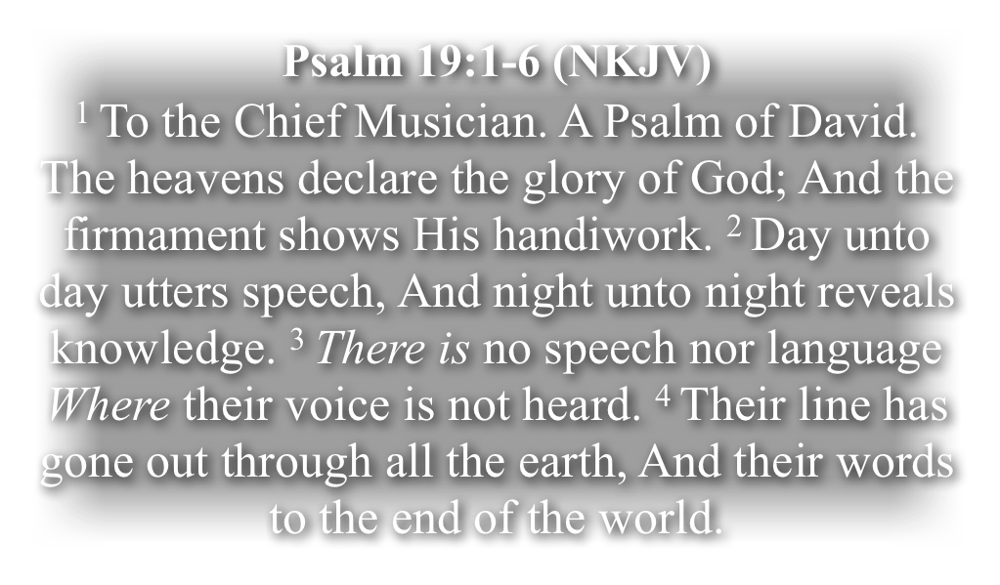 Psalm 19:1-6 (NKJV)
1 To the Chief Musician. A Psalm of David.
The heavens declare the glory of God; And the
firmament shows His handiwork. 2 Day unto
day utters speech, And night unto night reveals
knowledge. 3 There is no speech nor language
Where their voice is not heard. 4 Their line has
gone out through all the earth, And their words
to the end of the world.